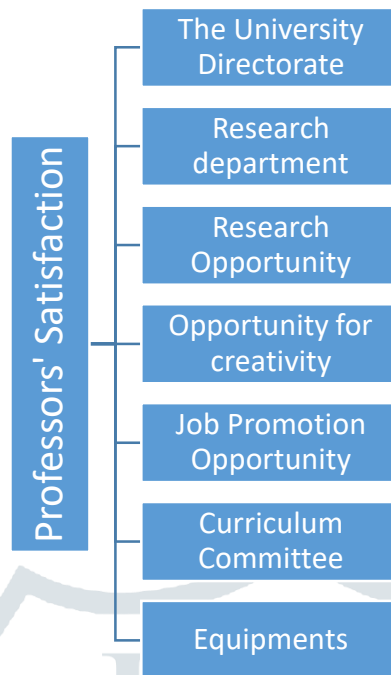 Professors' Satisfaction
The University
Directorate
Research
department
Research
Opportunity
Opportunity for
creativity
Job Promotion
Opportunity
Curriculum
Committee
Equipments